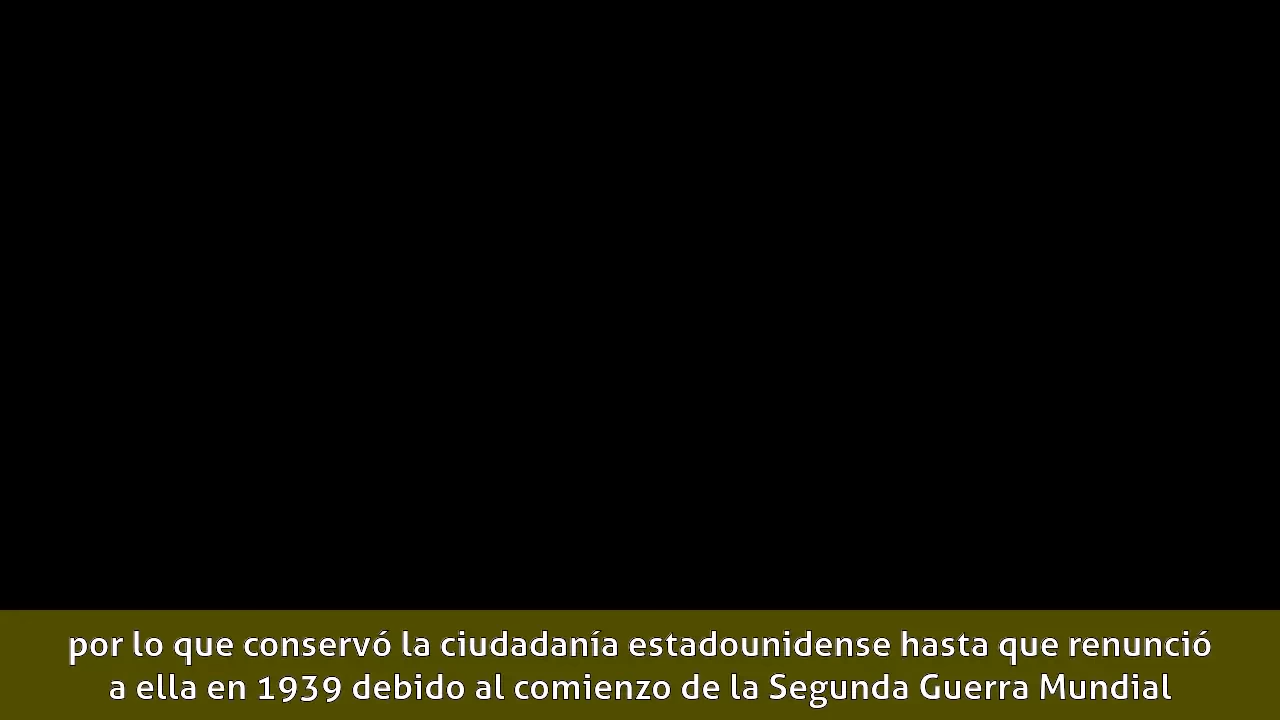 por lo que conservó la ciudadanía estadounidense hasta que renunció
a ella en 1939 debido al comienzo de la Segunda Guerra Mundial